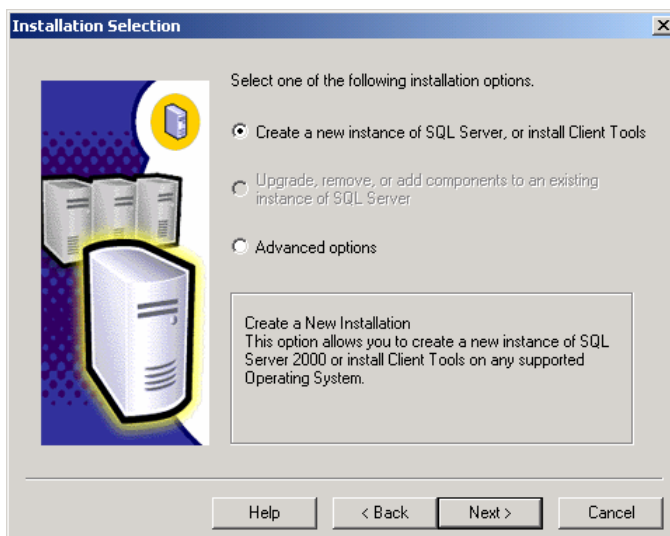 Installation Selection
Select one of the following installation options.
Create a new instance of SQL Server, or install Client Tools
Upgrade, remove, or add components to an existing
instance of SQL Server
Advanced options
Create a New Installation
This option allows you to create a new instance of SQL
Server 2000 or install Client Tools on any supported
Operating System.
Help
< Back
Next >
Cancel